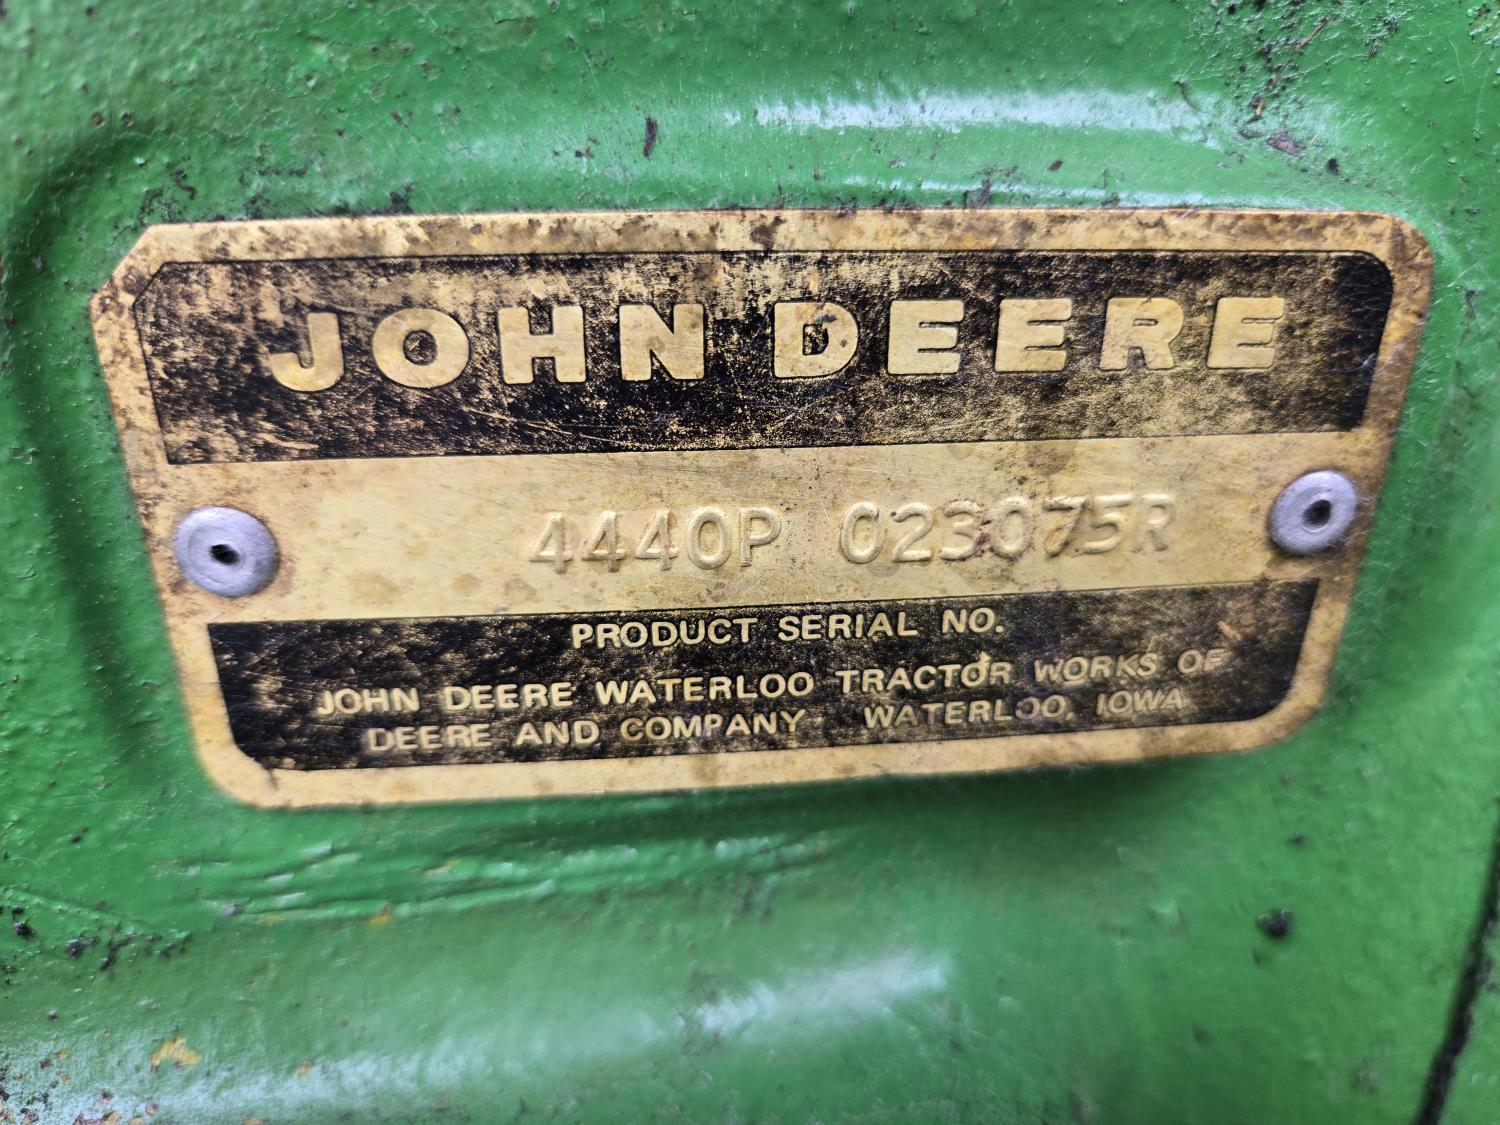 JOHN DEERE
4440P 023075R
PRODUCT SERIAL NO.
JOHN DEERE WATERLOO TRACTOR WORKS OF
DEERE AND COMPANY WATERLOO, IOWA